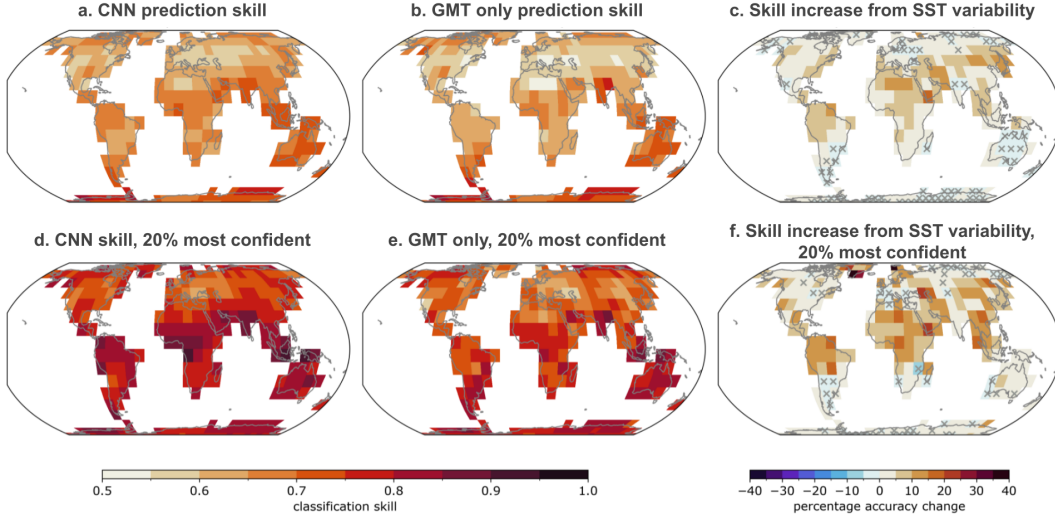 a. CNN prediction skill
b. GMT only prediction skill
c. Skill increase from SST variability
d. CNN skill, 20% most confident
e. GMT only, 20% most confident
f. Skill increase from SST variability,
20% most confident
0.5 0.6 0.7 0.8 0.9 1.0
classification skill
−40 −30 −20 −10 0 10 20 30 40
percentage accuracy change